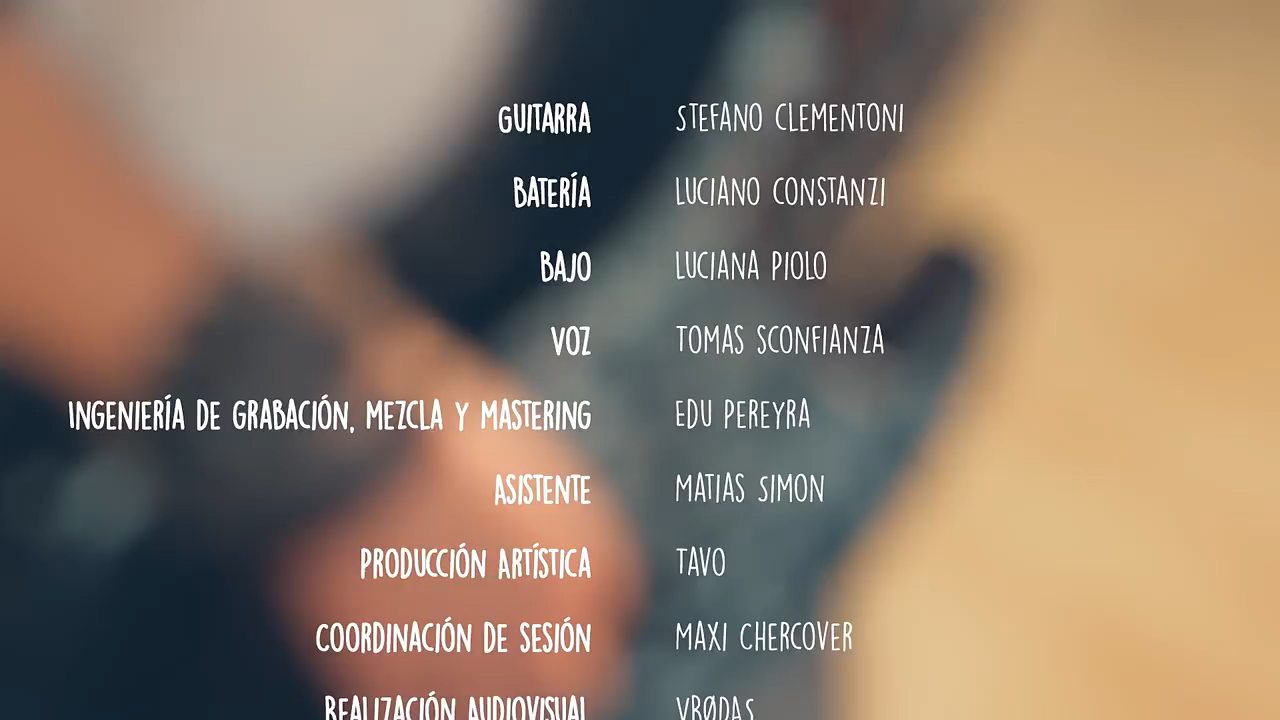 GUITARRA STEFANO CLEMENTONI
BATERÍA LUCIANO CONSTANZI
BAJO LUCIANA PIOLO
VOZ TOMAS SCONFIANZA
INGENIERÍA DE GRABACIÓN, MEZCLA Y MASTERING EDU PEREYRA
ASISTENTE MATIAS SIMON
PRODUCCIÓN ARTÍSTICA TAVO
COORDINACIÓN DE SESIÓN MAXI CHERCOVER
REALIZACIÓN AUDIOVISUAL VRØDAS